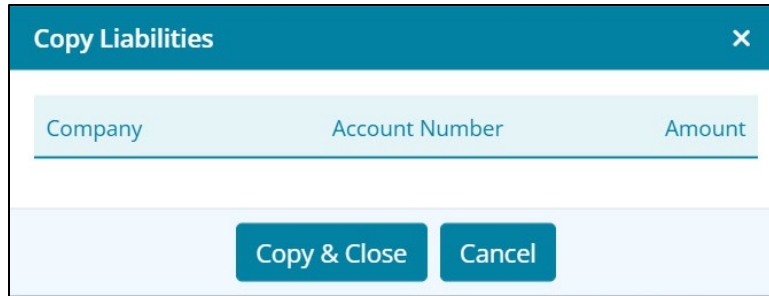 Copy Liabilities
Company Account Number Amount
Copy & Close Cancel